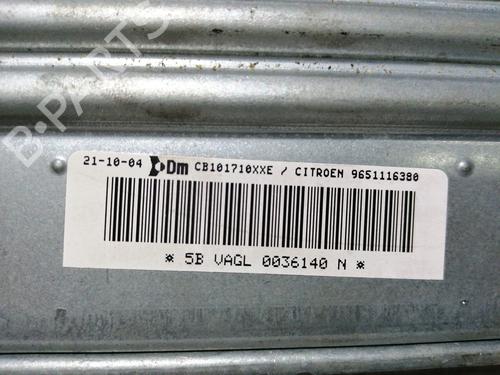 B-PARTS
21-10-04 Dm CB101710XXE / CITROEN 9651116380
* 5B VAGL 0036140 N *